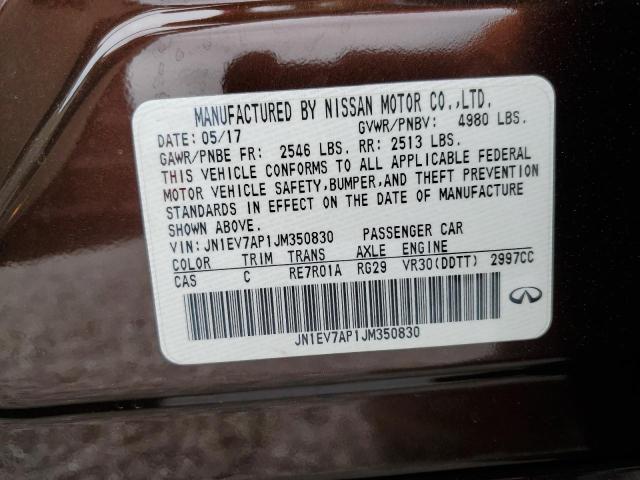 MANUFACTURED BY NISSAN MOTOR CO.,LTD.
DATE: 05/17 GVWR/PNBV: 4980 LBS.
GAWR/PNBE FR: 2546 LBS. RR: 2513 LBS.
THIS VEHICLE CONFORMS TO ALL APPLICABLE FEDERAL
MOTOR VEHICLE SAFETY,BUMPER,AND THEFT PREVENTION
STANDARDS IN EFFECT ON THE DATE OF MANUFACTURE
SHOWN ABOVE.
VIN: JN1EV7AP1JM350830 PASSENGER CAR
COLOR TRIM TRANS AXLE ENGINE
CAS C RE7R01A RG29 VR30(DDTT) 2997CC
JN1EV7AP1JM350830